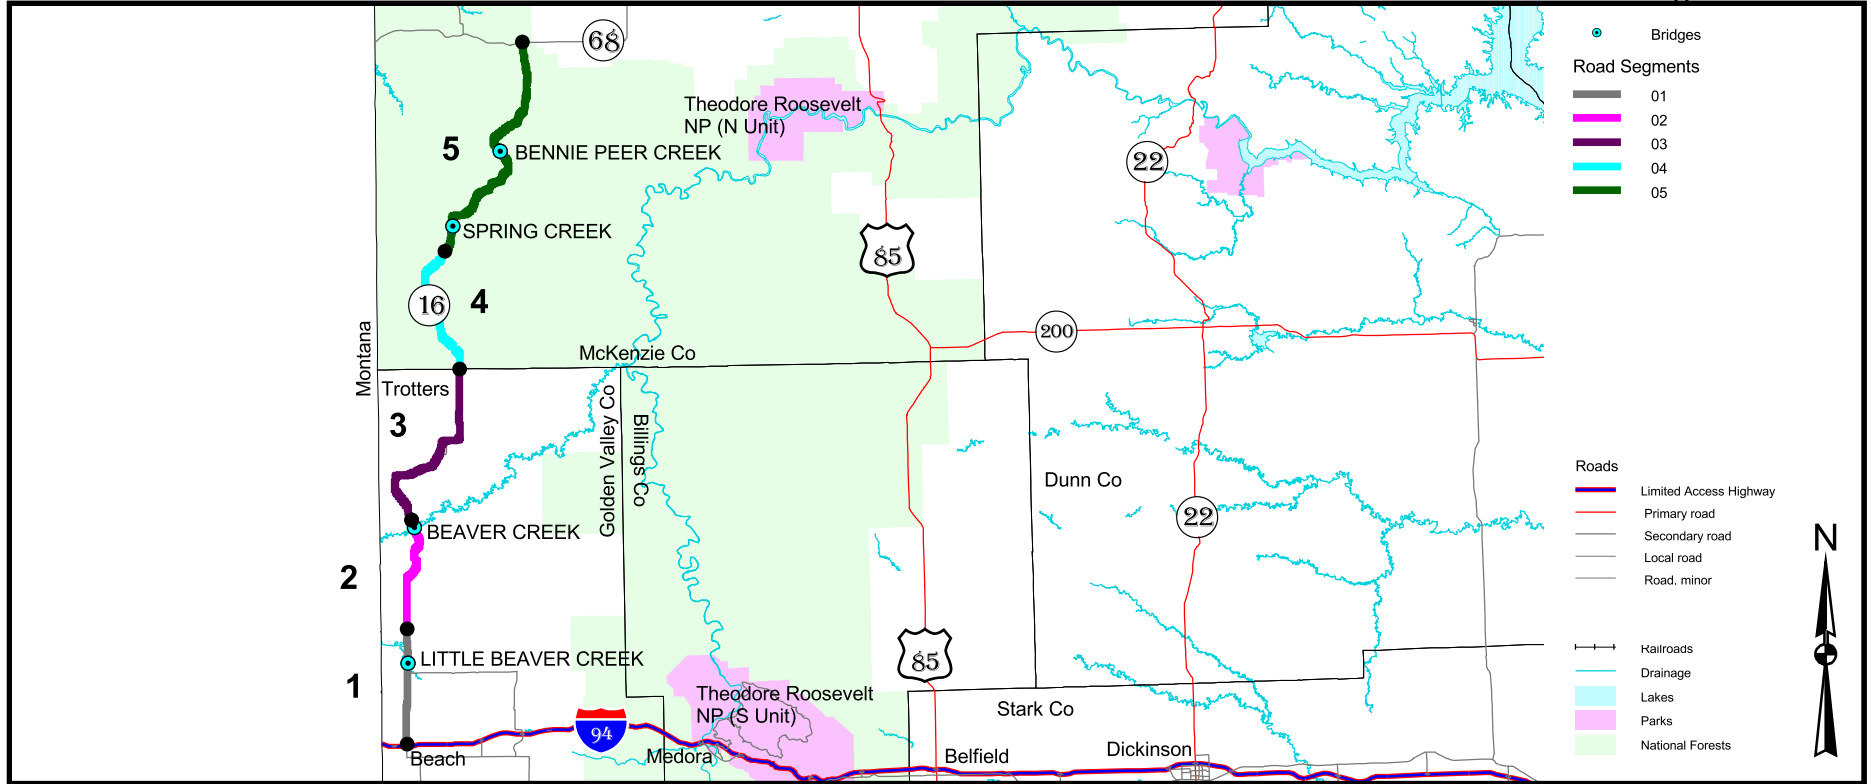 68
Theodore Roosevelt
NP (N Unit)
5
BENNIE PEER CREEK
22
SPRING CREEK
85
16
4
200
Montana
McKenzie Co
Trotters
3
Golden Valley Co
Billings Co
Dunn Co
22
BEAVER CREEK
2
LITTLE BEAVER CREEK
85
1
Theodore Roosevelt
NP (S Unit)
Stark Co
94
Beach
Medora
Belfield
Dickinson
Bridges
Road Segments
01
02
03
04
05
Roads
Limited Access Highway
Primary road
Secondary road
Local road
Road, minor
Railroads
Drainage
Lakes
Parks
National Forests
N